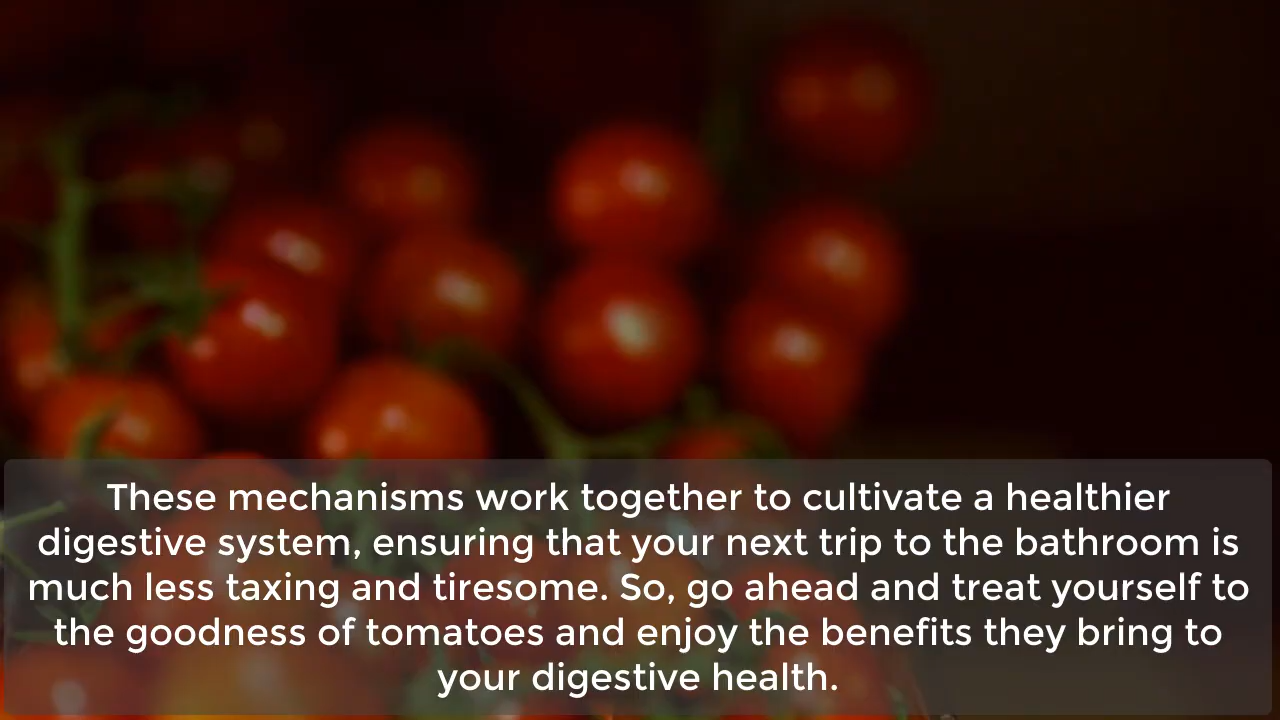 These mechanisms work together to cultivate a healthier
digestive system, ensuring that your next trip to the bathroom is
much less taxing and tiresome. So, go ahead and treat yourself to
the goodness of tomatoes and enjoy the benefits they bring to
your digestive health.